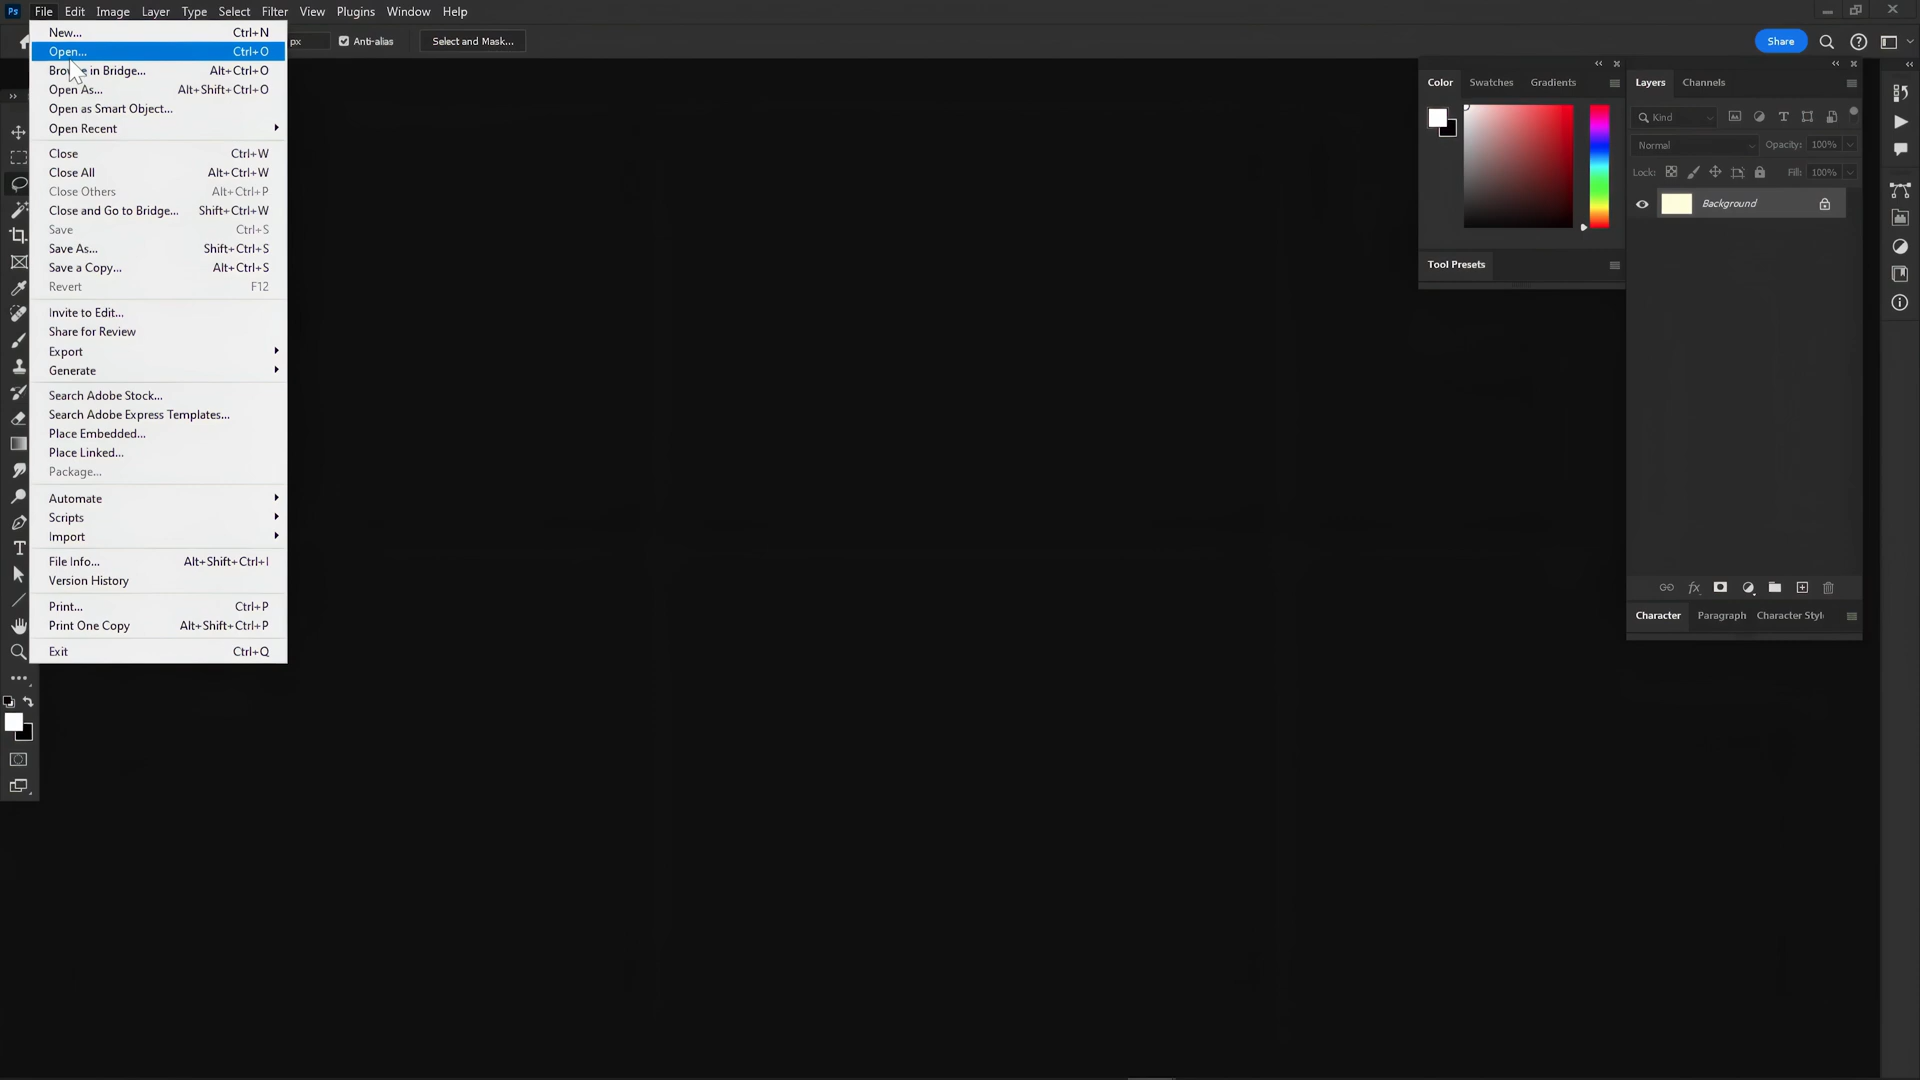 Ps File Edit Image Layer Type Select Filter View Plugins Window Help
px Anti-alias Select and Mask... Share
New... Ctrl+N
Open... Ctrl+O
Browse in Bridge... Alt+Ctrl+O
Open As... Alt+Shift+Ctrl+O
Open as Smart Object...
Open Recent
Close Ctrl+W
Close All Alt+Ctrl+W
Close Others Alt+Ctrl+P
Close and Go to Bridge... Shift+Ctrl+W
Save Ctrl+S
Save As... Shift+Ctrl+S
Save a Copy... Alt+Ctrl+S
Revert F12
Invite to Edit...
Share for Review
Export
Generate
Search Adobe Stock...
Search Adobe Express Templates...
Place Embedded...
Place Linked...
Package...
Automate
Scripts
Import
File Info... Alt+Shift+Ctrl+I
Version History
Print... Ctrl+P
Print One Copy Alt+Shift+Ctrl+P
Exit Ctrl+Q
Color Swatches Gradients
Tool Presets
Layers Channels
Kind
Normal Opacity: 100%
Lock: Fill: 100%
Background
Character Paragraph Character Styl